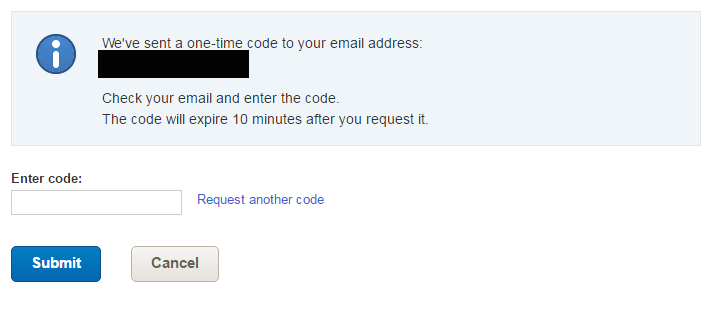 We've sent a one-time code to your email address:
Check your email and enter the code.
The code will expire 10 minutes after you request it.
Enter code:
Request another code
Submit
Cancel